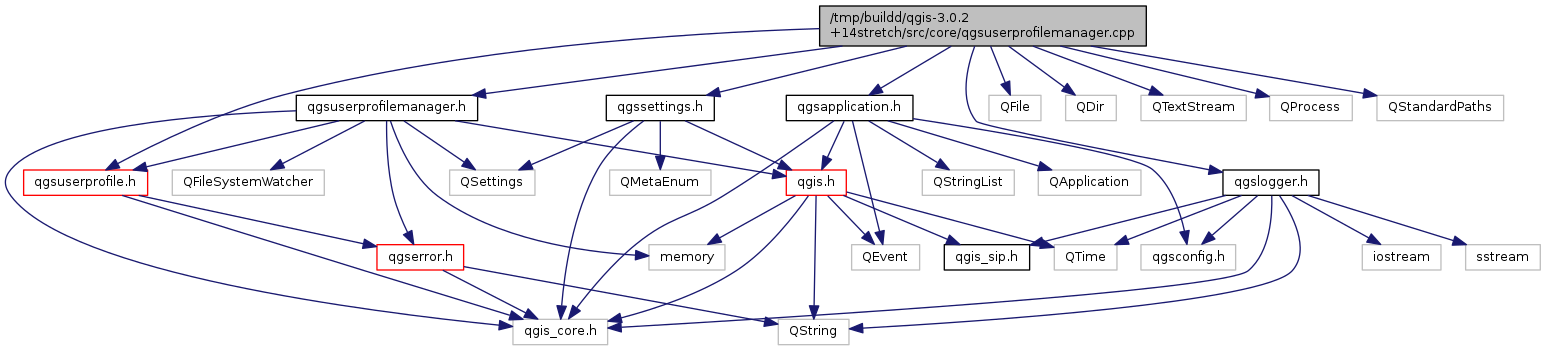 /tmp/buildd/qgis-3.0.2
+14stretch/src/core/qgsuserprofilemanager.cpp
qgsuserprofilemanager.h
qgssettings.h
qgsapplication.h
QFile
QDir
QTextStream
QProcess
QStandardPaths
qgsuserprofile.h
QFileSystemWatcher
QSettings
QMetaEnum
qgis.h
QStringList
QApplication
qgslogger.h
qgserror.h
memory
QEvent
qgis_sip.h
QTime
qgsconfig.h
iostream
sstream
qgis_core.h
QString